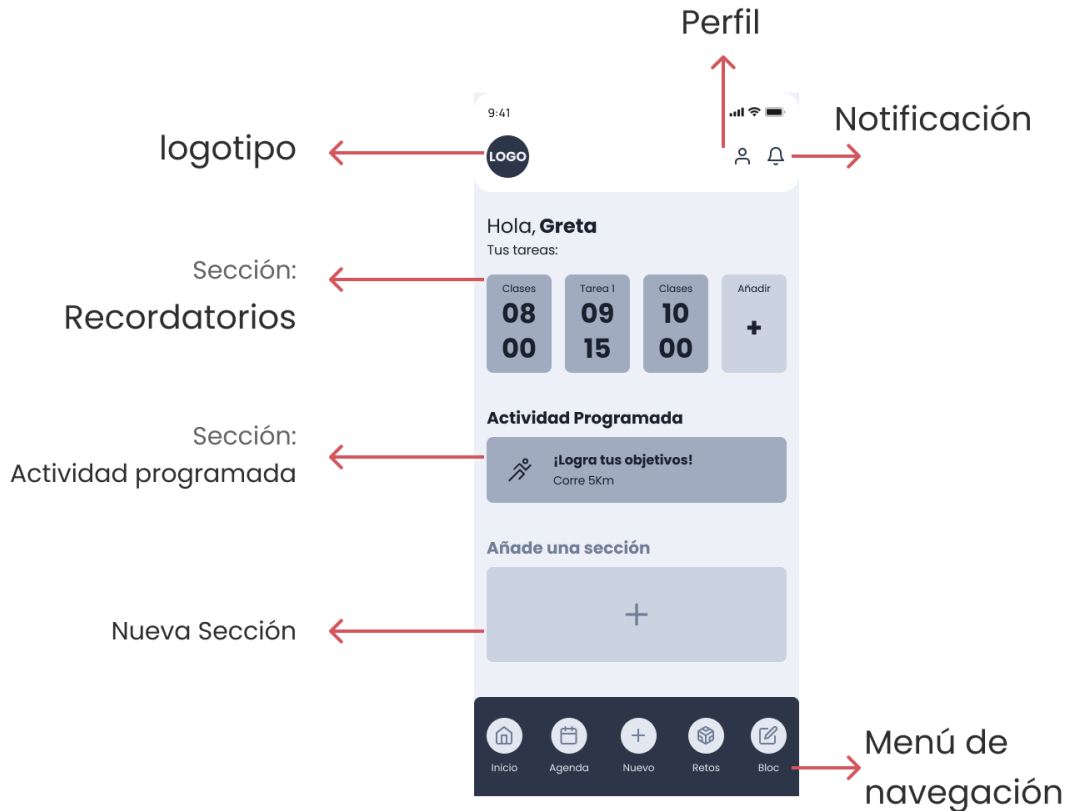 Perfil
Notificación
logotipo
9:41
LOGO
Hola, Greta
Tus tareas:
Sección:
Recordatorios
Clases
08
00
Tarea 1
09
15
Clases
10
00
Añadir
+
Actividad Programada
Sección:
Actividad programada
¡Logra tus objetivos!
Corre 5Km
Añade una sección
Nueva Sección
+
Inicio
Agenda
Nuevo
Retos
Bloc
Menú de
navegación